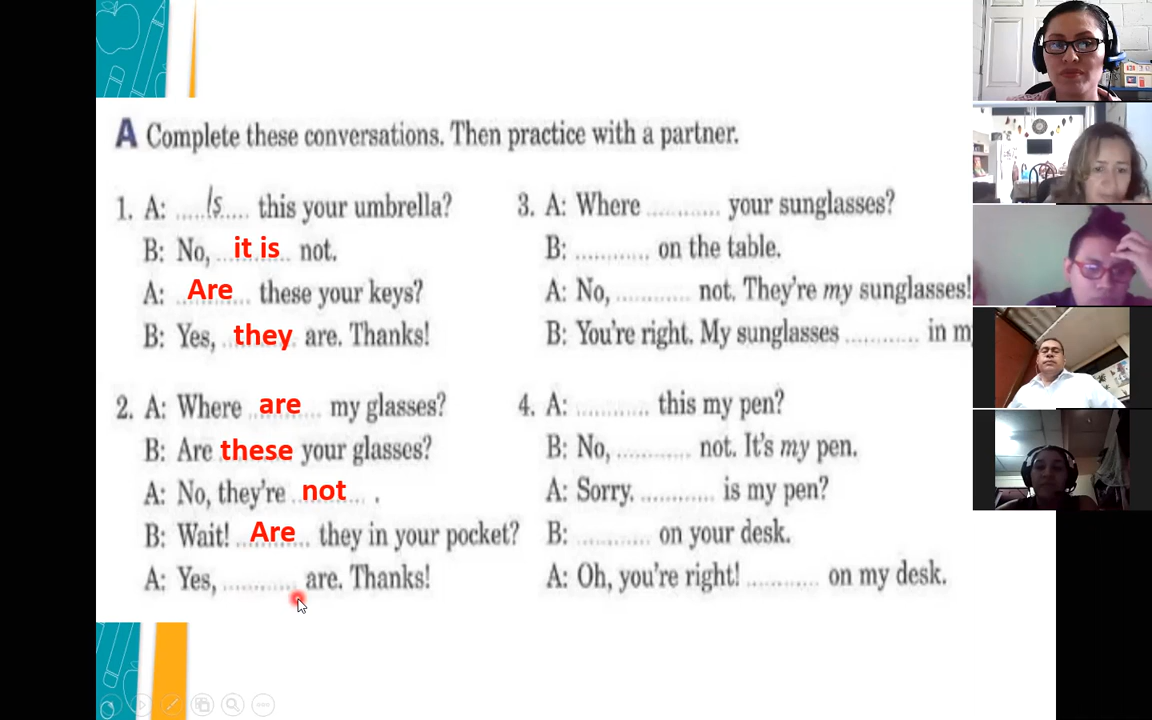 A Complete these conversations. Then practice with a partner.
1. A: .....Is..... this your umbrella?
B: No, it is not.
A: Are these your keys?
B: Yes, they are. Thanks!
2. A: Where are my glasses?
B: Are these your glasses?
A: No, they're not .
B: Wait! Are they in your pocket?
A: Yes, ............ are. Thanks!
3. A: Where ............ your sunglasses?
B: ............ on the table.
A: No, ............ not. They're my sunglasses!
B: You're right. My sunglasses ............ in m
4. A: ............ this my pen?
B: No, ............ not. It's my pen.
A: Sorry. ............ is my pen?
B: ............ on your desk.
A: Oh, you're right! ............ on my desk.